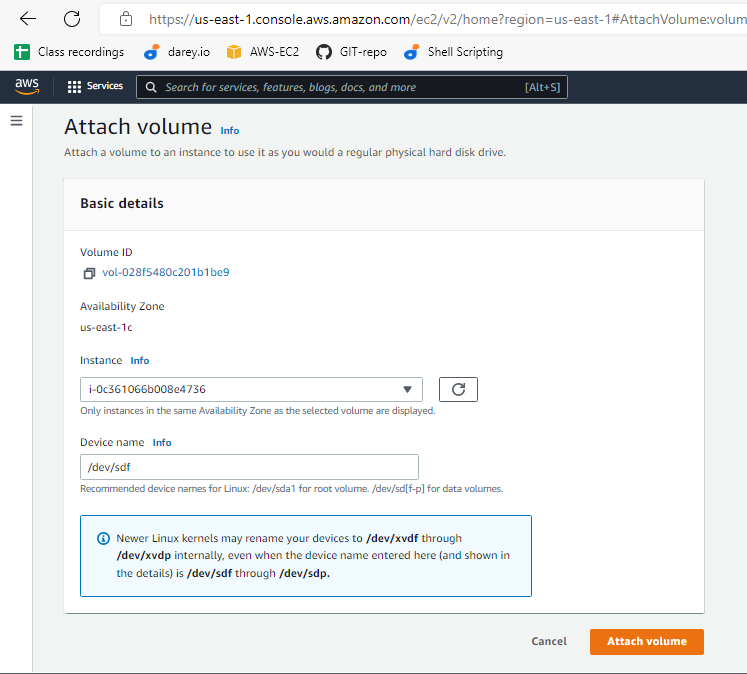 https://us-east-1.console.aws.amazon.com/ec2/v2/home?region=us-east-1#AttachVolume:volum
Class recordings darey.io AWS-EC2 GIT-repo Shell Scripting
aws Services Search for services, features, blogs, docs, and more [Alt+S]
Attach volume Info
Attach a volume to an instance to use it as you would a regular physical hard disk drive.
Basic details
Volume ID
vol-028f5480c201b1be9
Availability Zone
us-east-1c
Instance Info
i-0c361066b008e4736
Only instances in the same Availability Zone as the selected volume are displayed.
Device name Info
/dev/sdf
Recommended device names for Linux: /dev/sda1 for root volume. /dev/sd[f-p] for data volumes.
Newer Linux kernels may rename your devices to /dev/xvdf through
/dev/xvdp internally, even when the device name entered here (and shown in
the details) is /dev/sdf through /dev/sdp.
Cancel Attach volume